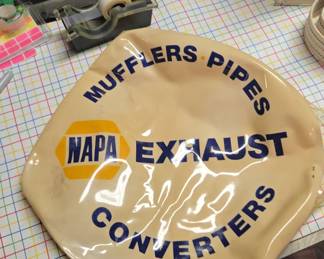 MUFFLERS · PIPES
NAPA EXHAUST
CONVERTERS